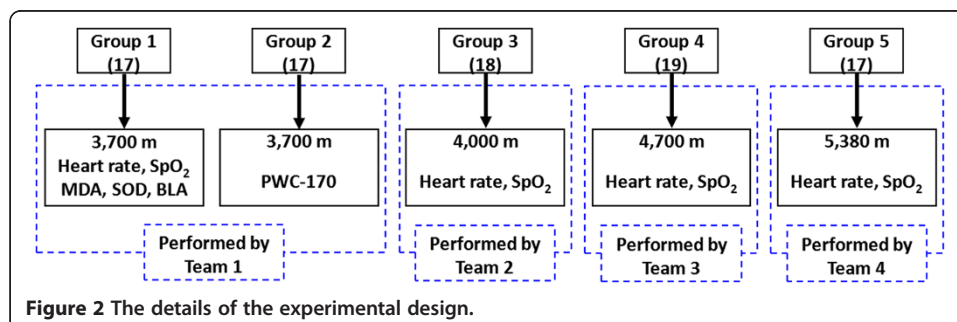 Group 1
(17)
Group 2
(17)
Group 3
(18)
Group 4
(19)
Group 5
(17)
3,700 m
Heart rate, SpO₂
MDA, SOD, BLA
3,700 m
PWC-170
4,000 m
Heart rate, SpO₂
4,700 m
Heart rate, SpO₂
5,380 m
Heart rate, SpO₂
Performed by
Team 1
Performed by
Team 2
Performed by
Team 3
Performed by
Team 4
Figure 2 The details of the experimental design.